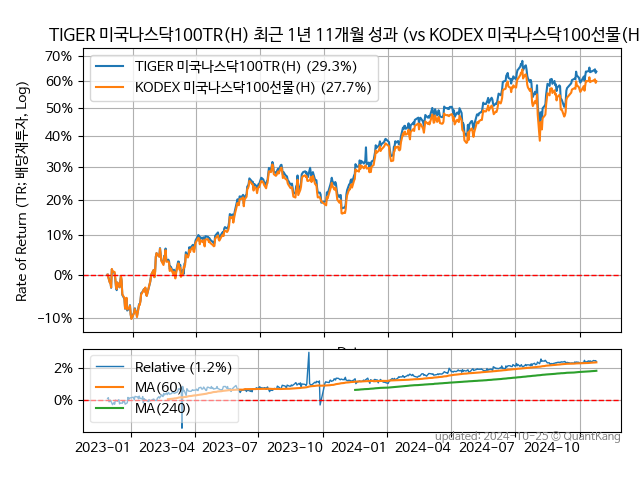 TIGER 미국나스닥100TR(H) 최근 1년 11개월 성과 (vs KODEX 미국나스닥100선물(H
70%
60%
50%
40%
30%
20%
10%
0%
−10%
Rate of Return (TR: 배당재투자, Log)
TIGER 미국나스닥100TR(H) (29.3%)
KODEX 미국나스닥100선물(H) (27.7%)
2%
0%
Relative (1.2%)
MA(60)
MA(240)
2023−01 2023−04 2023−07 2023−10 2024−01 2024−04 2024−07 2024−10
updated: 2024-10-25 © QuantKang